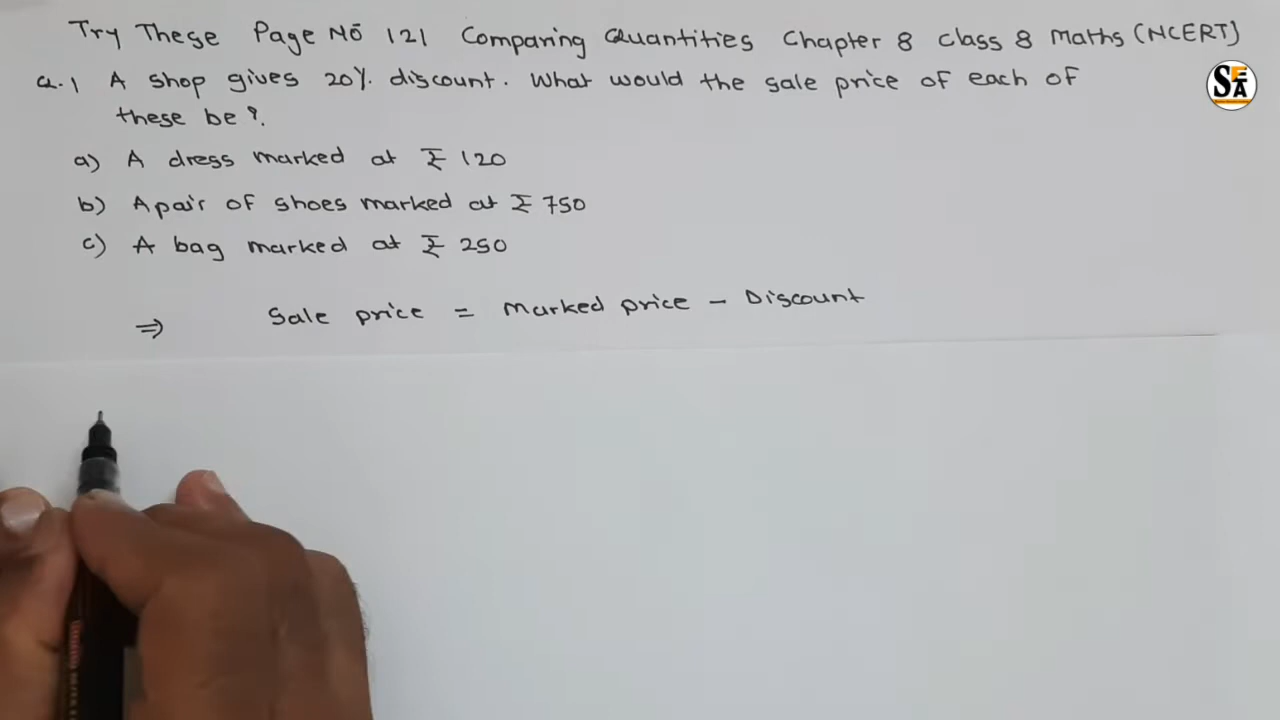 Try These Page No 121 Comparing Quantities Chapter 8 class 8 Maths (NCERT)
Q.1 A shop gives 20% discount. What would the sale price of each of
these be?
a) A dress marked at ₹ 120
b) A pair of shoes marked at ₹ 750
c) A bag marked at ₹ 250
⇒ Sale price = Marked price - Discount
SEA